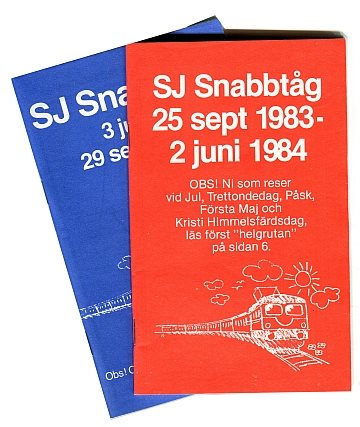 SJ Snabbtåg
25 sept 1983-
2 juni 1984
OBS! Ni som reser
vid Jul, Trettondedag, Påsk,
Första Maj och
Kristi Himmelsfärdsdag,
läs först "helgrutan"
på sidan 6.
SJ Sna
3 ju
29 se
Obs!